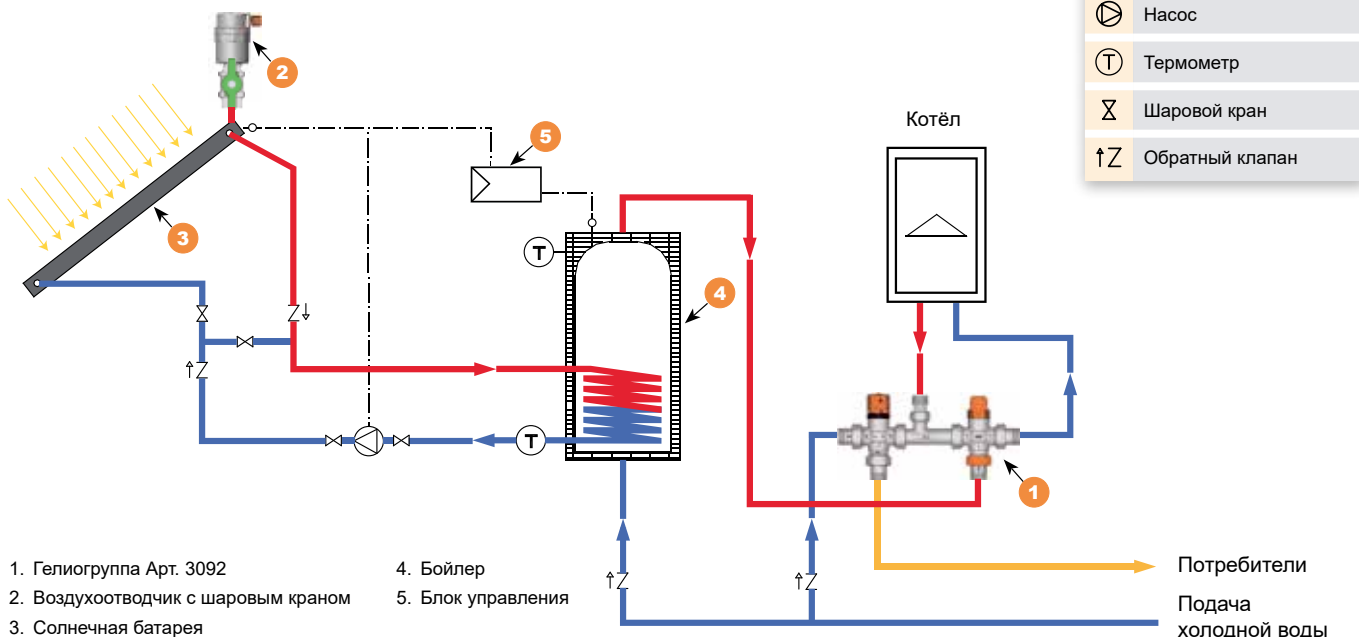 Насос
2
Термометр
Котёл
Шаровой кран
5
Обратный клапан
3
T
4
T
1
1. Гелиогруппа Арт. 3092
2. Воздухоотводчик с шаровым краном
3. Солнечная батарея
4. Бойлер
5. Блок управления
Потребители
Подача
холодной воды
T